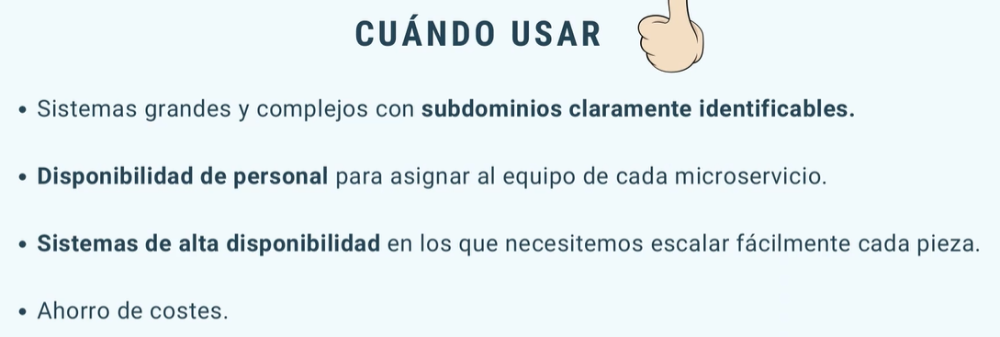 CUÁNDO USAR
• Sistemas grandes y complejos con subdominios claramente identificables.
• Disponibilidad de personal para asignar al equipo de cada microservicio.
• Sistemas de alta disponibilidad en los que necesitemos escalar fácilmente cada pieza.
• Ahorro de costes.